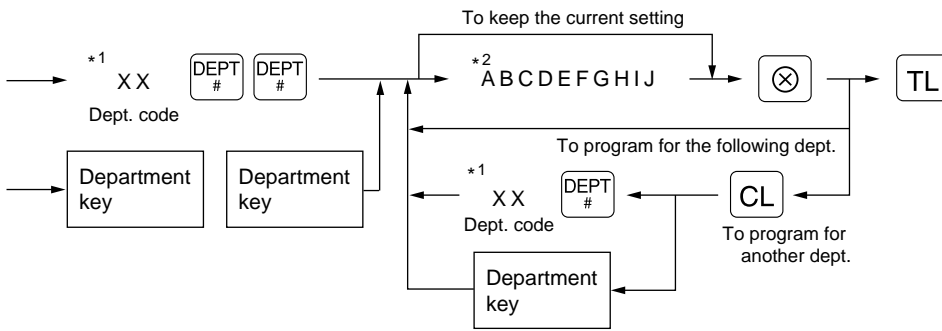 To keep the current setting
*1
XX
DEPT
#
DEPT
#
*2
ABCDEFGHIJ
⊗
TL
Dept. code
To program for the following dept.
Department
key
Department
key
*1
XX
DEPT
#
CL
Dept. code
To program for
another dept.
Department
key